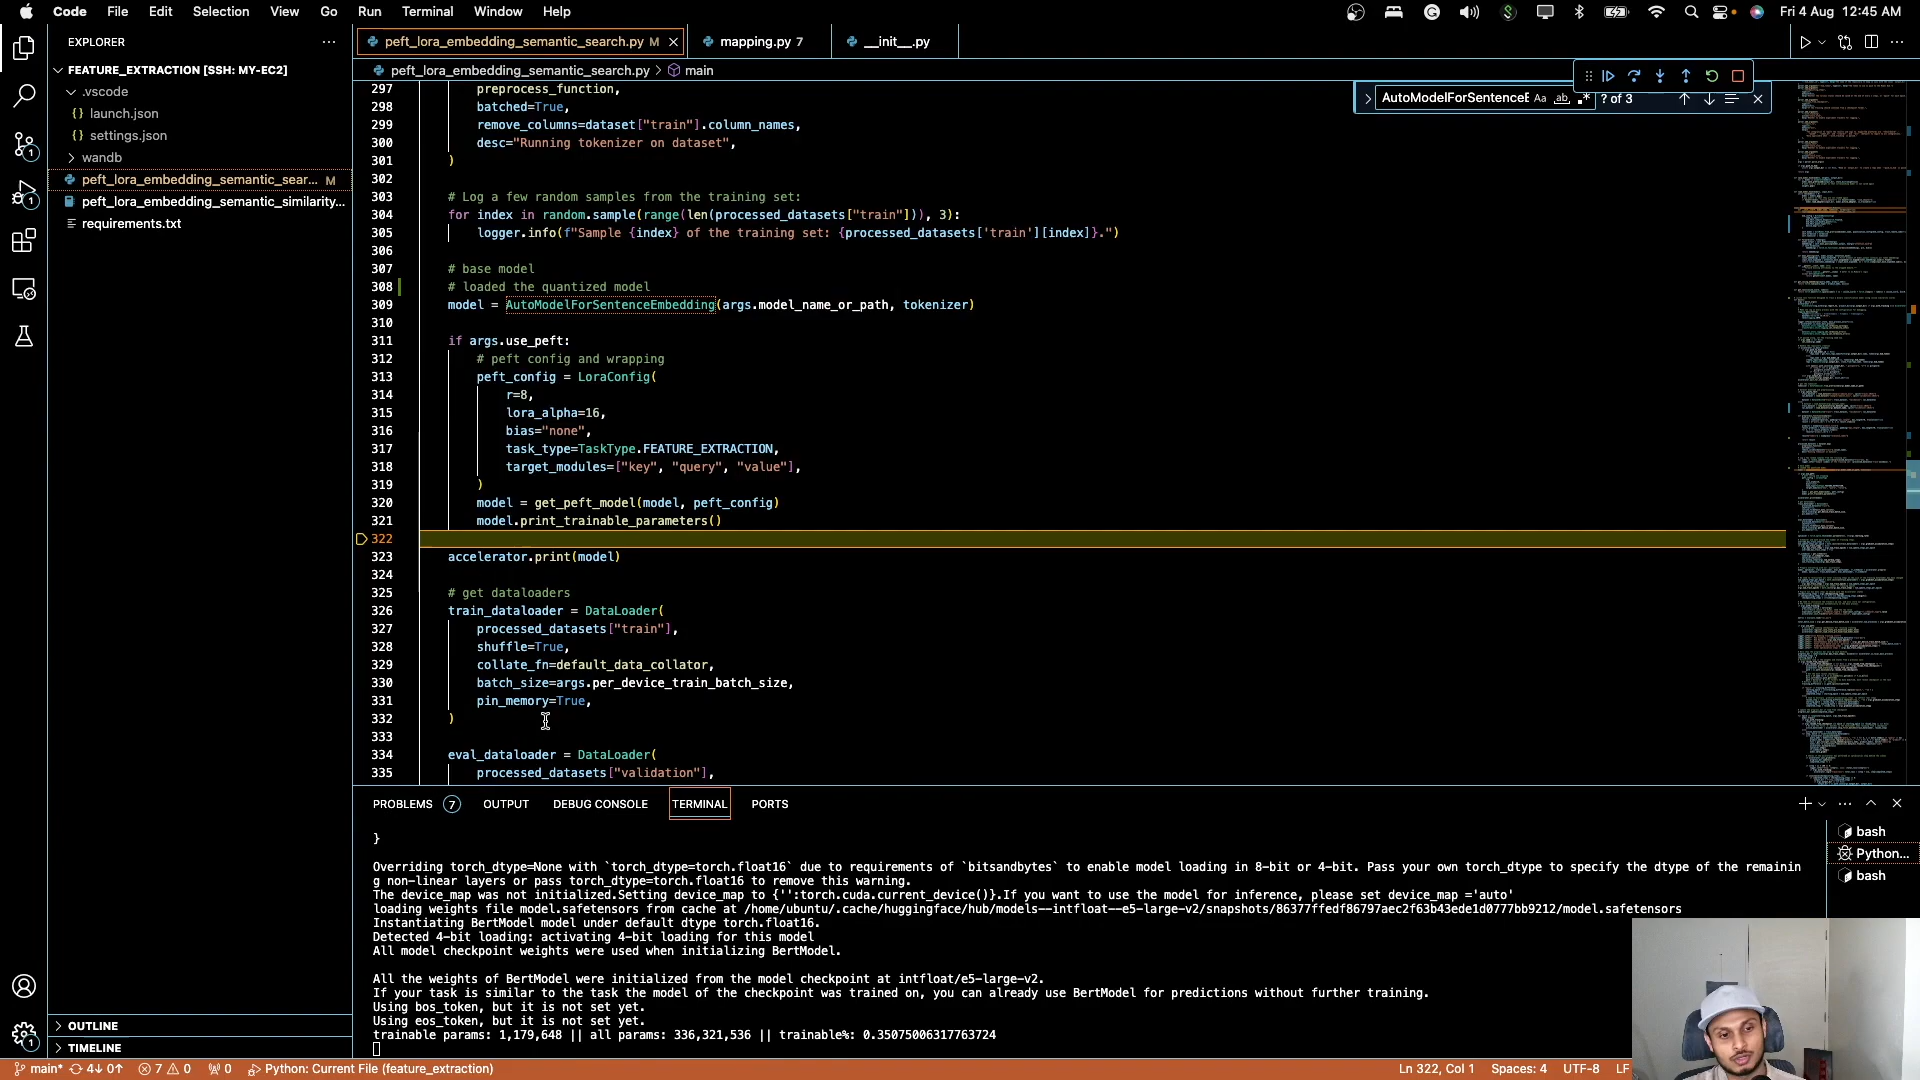 Code File Edit Selection View Go Run Terminal Window Help
Fri 4 Aug 12:45 AM
EXPLORER
FEATURE_EXTRACTION [SSH: MY-EC2]
.vscode
{} launch.json
{} settings.json
wandb
peft_lora_embedding_semantic_sear... M
peft_lora_embedding_semantic_similarity...
requirements.txt
OUTLINE
TIMELINE
peft_lora_embedding_semantic_search.py M
mapping.py 7
__init__.py
peft_lora_embedding_semantic_search.py > main
AutoModelForSentenceE Aa ab .* ? of 3
297 preprocess_function,
298 batched=True,
299 remove_columns=dataset["train"].column_names,
300 desc="Running tokenizer on dataset",
301 )
302
303 # Log a few random samples from the training set:
304 for index in random.sample(range(len(processed_datasets["train"])), 3):
305 logger.info(f"Sample {index} of the training set: {processed_datasets['train'][index]}.")
306
307 # base model
308 # loaded the quantized model
309 model = AutoModelForSentenceEmbedding(args.model_name_or_path, tokenizer)
310
311 if args.use_peft:
312 # peft config and wrapping
313 peft_config = LoraConfig(
314 r=8,
315 lora_alpha=16,
316 bias="none",
317 task_type=TaskType.FEATURE_EXTRACTION,
318 target_modules=["key", "query", "value"],
319 )
320 model = get_peft_model(model, peft_config)
321 model.print_trainable_parameters()
322
323 accelerator.print(model)
324
325 # get dataloaders
326 train_dataloader = DataLoader(
327 processed_datasets["train"],
328 shuffle=True,
329 collate_fn=default_data_collator,
330 batch_size=args.per_device_train_batch_size,
331 pin_memory=True,
332 )
333
334 eval_dataloader = DataLoader(
335 processed_datasets["validation"],
PROBLEMS 7 OUTPUT DEBUG CONSOLE TERMINAL PORTS
}
Overriding torch_dtype=None with `torch_dtype=torch.float16` due to requirements of `bitsandbytes` to enable model loading in 8-bit or 4-bit. Pass your own torch_dtype to specify the dtype of the remainin
g non-linear layers or pass torch_dtype=torch.float16 to remove this warning.
The device_map was not initialized.Setting device_map to {'':torch.cuda.current_device()}.If you want to use the model for inference, please set device_map ='auto'
loading weights file model.safetensors from cache at /home/ubuntu/.cache/huggingface/hub/models--intfloat--e5-large-v2/snapshots/86377ffedf86797aec2f63b43ede1d0777bb9212/model.safetensors
Instantiating BertModel model under default dtype torch.float16.
Detected 4-bit loading: activating 4-bit loading for this model
All model checkpoint weights were used when initializing BertModel.
All the weights of BertModel were initialized from the model checkpoint at intfloat/e5-large-v2.
If your task is similar to the task the model of the checkpoint was trained on, you can already use BertModel for predictions without further training.
Using bos_token, but it is not set yet.
Using eos_token, but it is not set yet.
trainable params: 1,179,648 || all params: 336,321,536 || trainable%: 0.35075006317763724
bash
Python...
bash
main* 4↓ 0↑ 7 0 0 Python: Current File (feature_extraction)
Ln 322, Col 1 Spaces: 4 UTF-8 LF